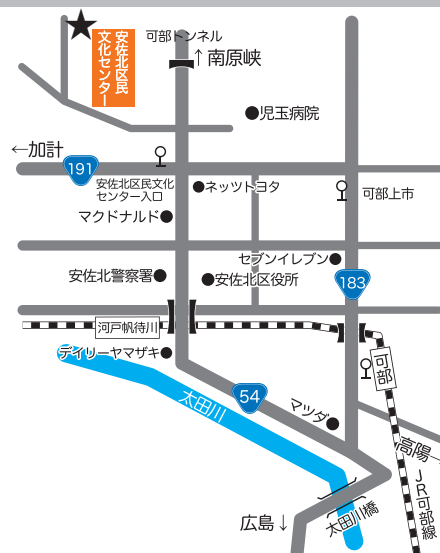 可部トンネル
安佐北区民
文化センター
↑南原峡
児玉病院
←加計
191
安佐北区民文化
センター入口
ネッツトヨタ
可部上市
マクドナルド
セブンイレブン
安佐北警察署
安佐北区役所
183
河戸帆待川
デイリーヤマザキ
可部
54
太田川
マツダ
高陽→
JR可部線
広島↓
太田川橋